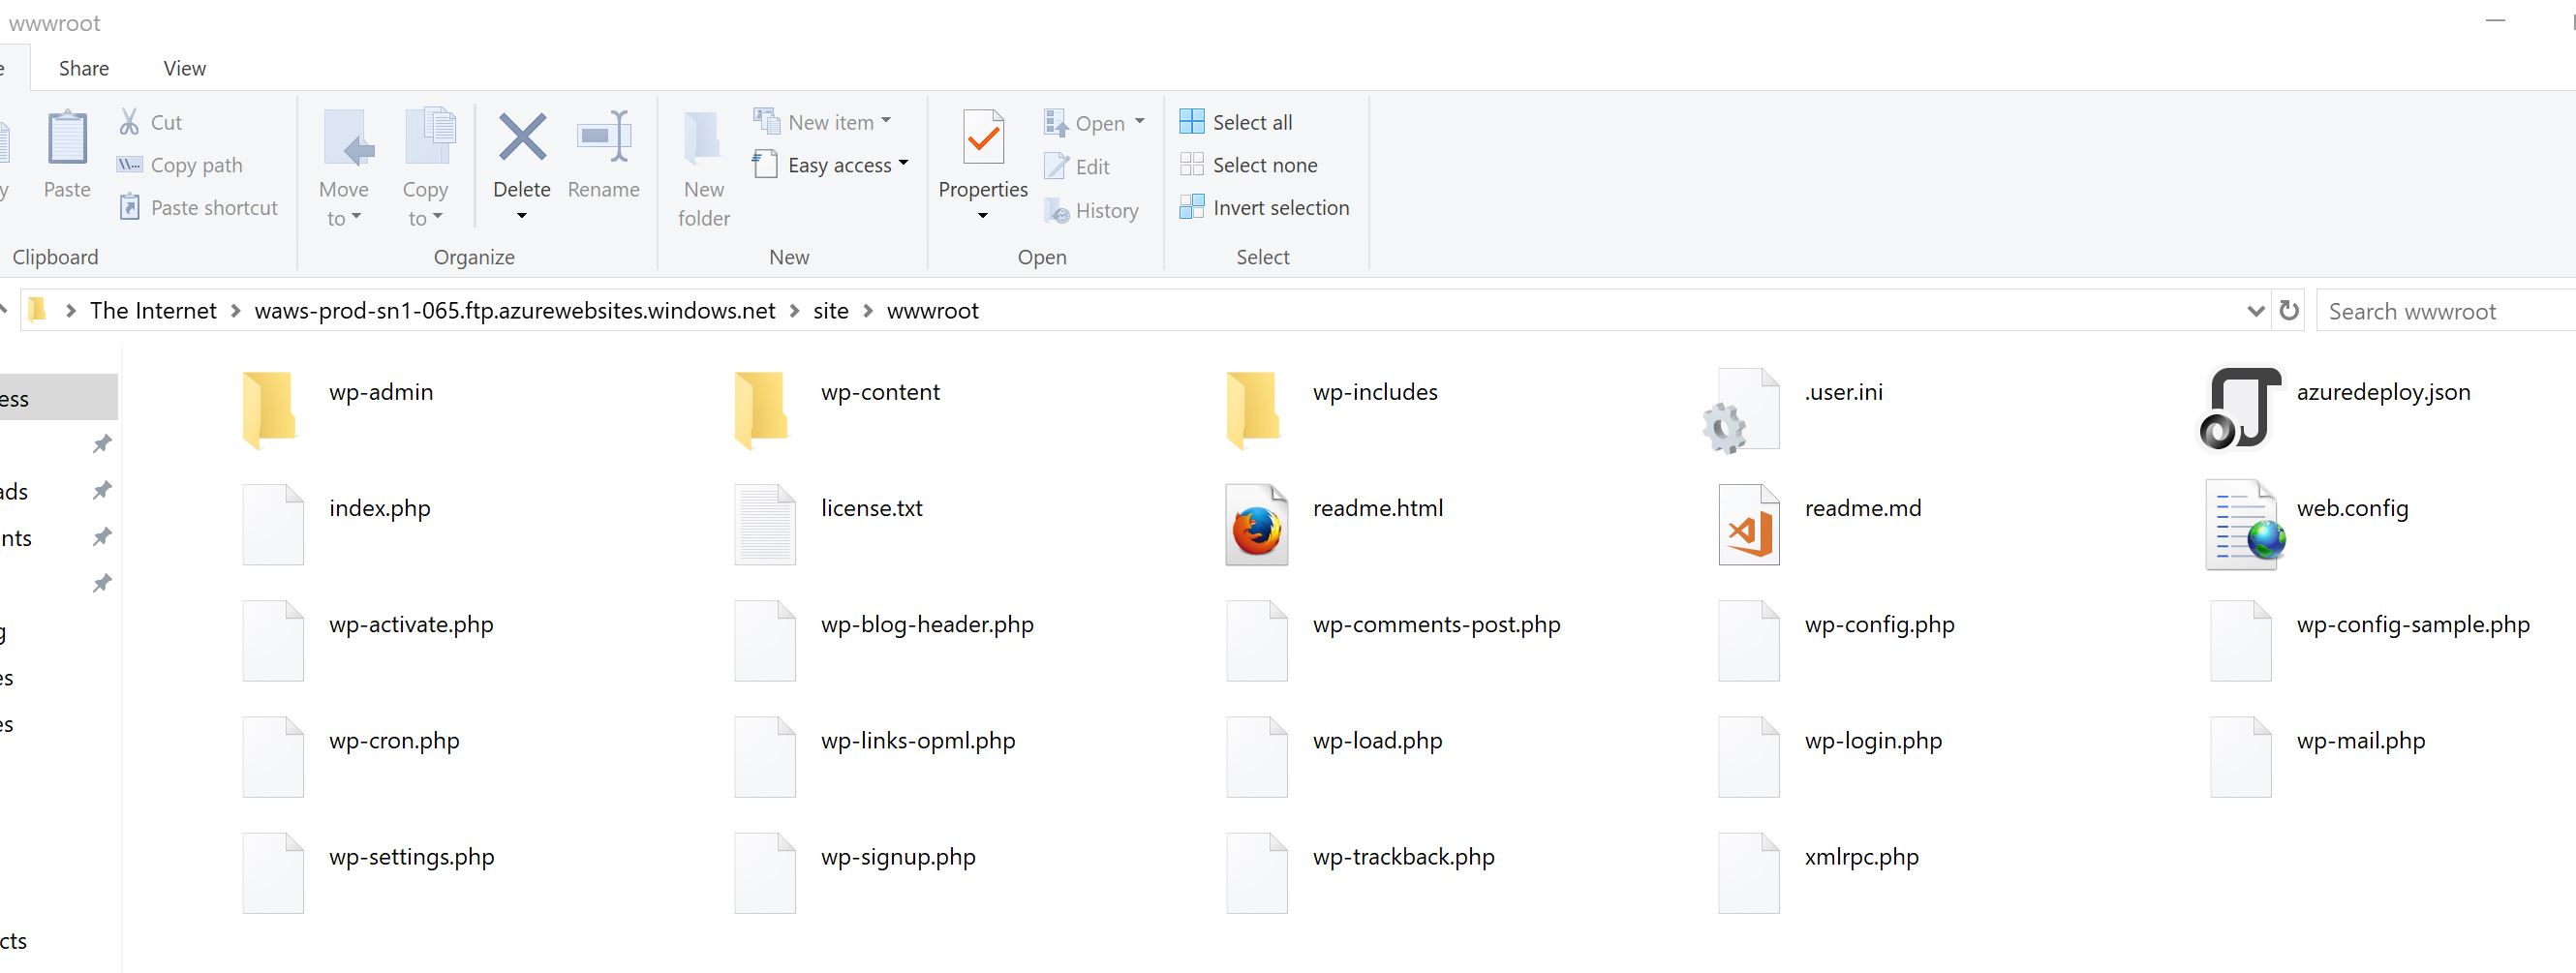 wwwroot
Share View
Paste
Cut
Copy path
Paste shortcut
Clipboard
Move to
Copy to
Delete
Rename
Organize
New folder
New item
Easy access
New
Properties
Open
Edit
History
Open
Select all
Select none
Invert selection
Select
The Internet > waws-prod-sn1-065.ftp.azurewebsites.windows.net > site > wwwroot
Search wwwroot
wp-admin wp-content wp-includes .user.ini azuredeploy.json
index.php license.txt readme.html readme.md web.config
wp-activate.php wp-blog-header.php wp-comments-post.php wp-config.php wp-config-sample.php
wp-cron.php wp-links-opml.php wp-load.php wp-login.php wp-mail.php
wp-settings.php wp-signup.php wp-trackback.php xmlrpc.php